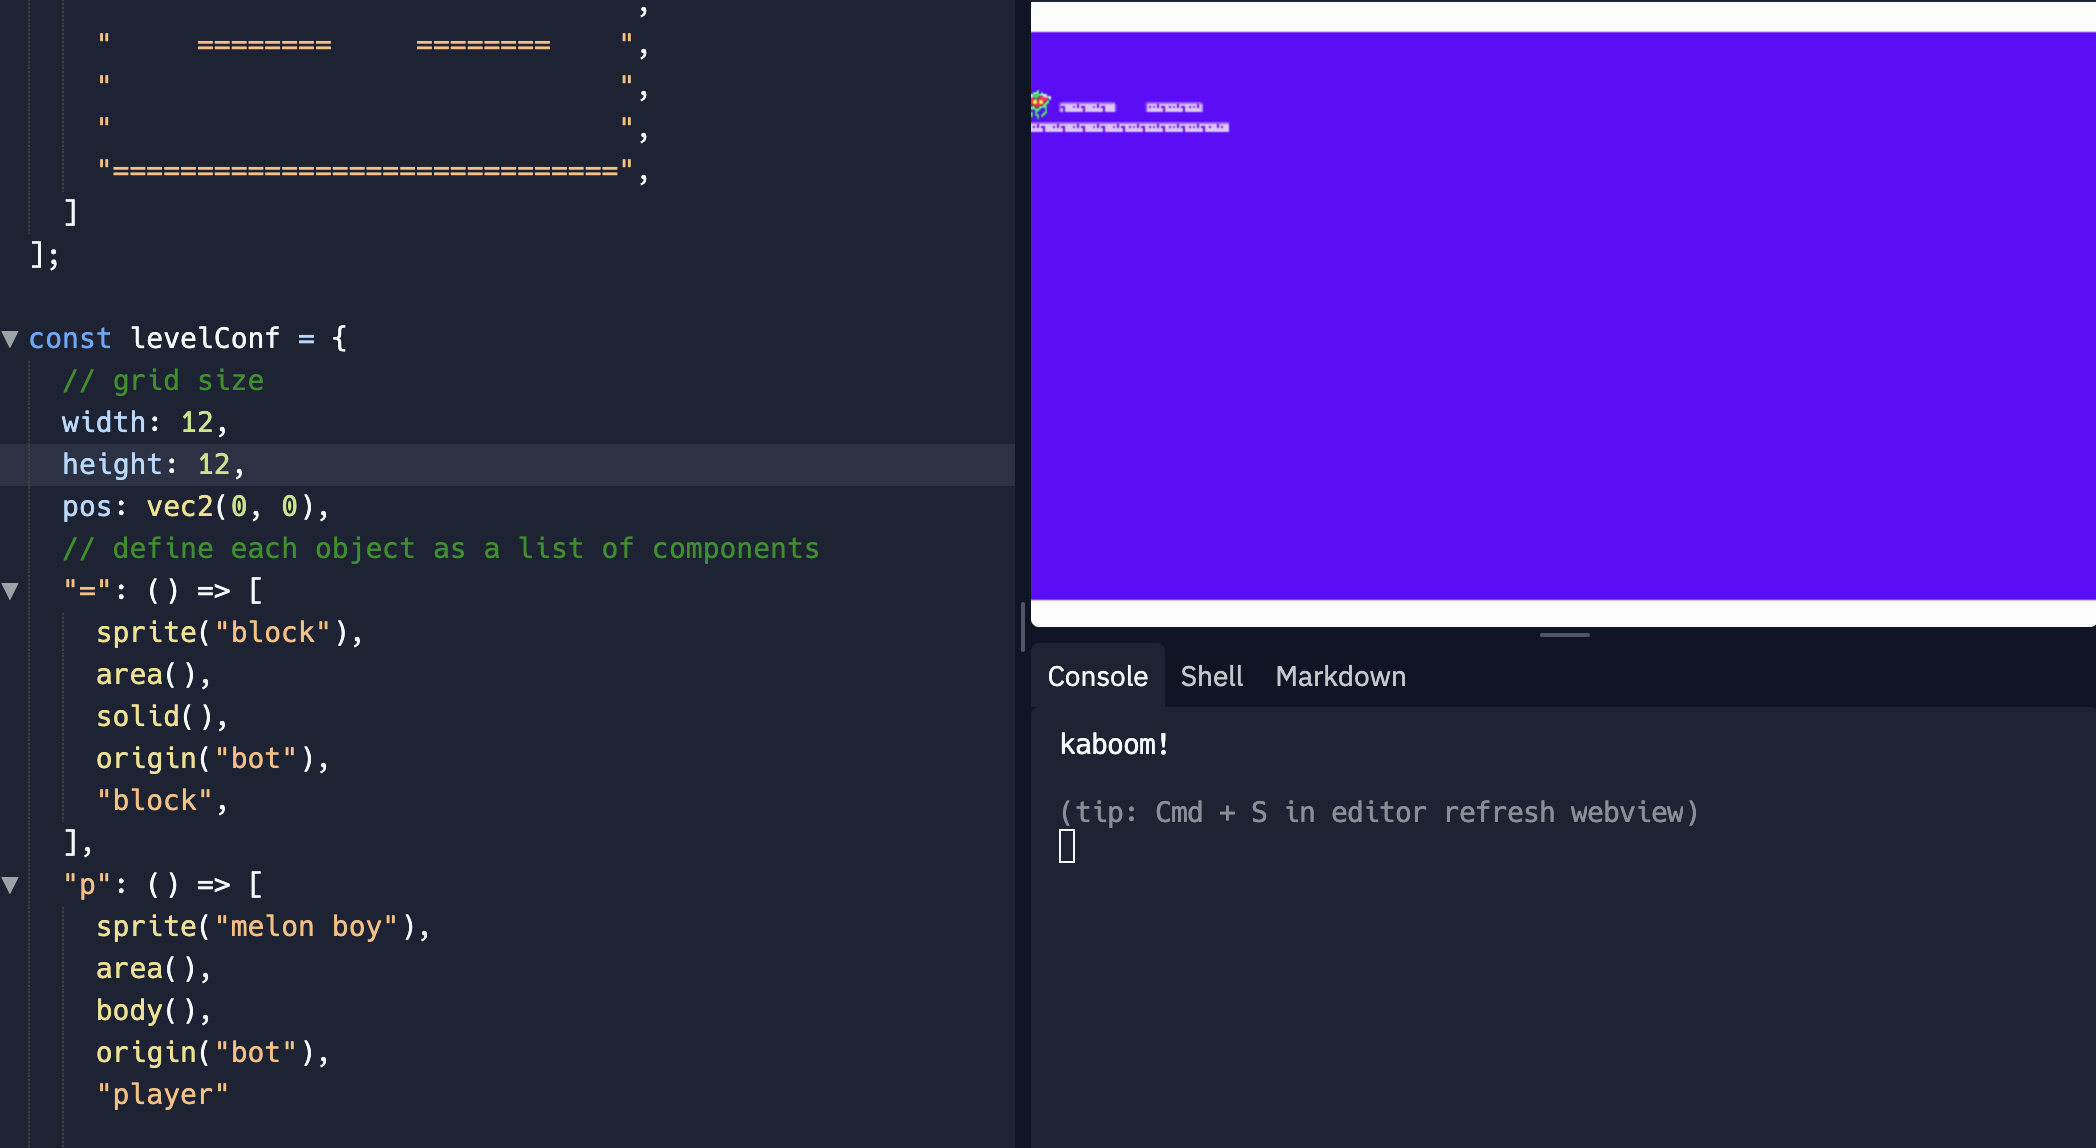 ,
"     ========     ========    ",
"                              ",
"                              ",
"==============================",
]
];
const levelConf = {
// grid size
width: 12,
height: 12,
pos: vec2(0, 0),
// define each object as a list of components
"=": () => [
sprite("block"),
area(),
solid(),
origin("bot"),
"block",
],
"p": () => [
sprite("melon boy"),
area(),
body(),
origin("bot"),
"player"
Console Shell Markdown
kaboom!
(tip: Cmd + S in editor refresh webview)